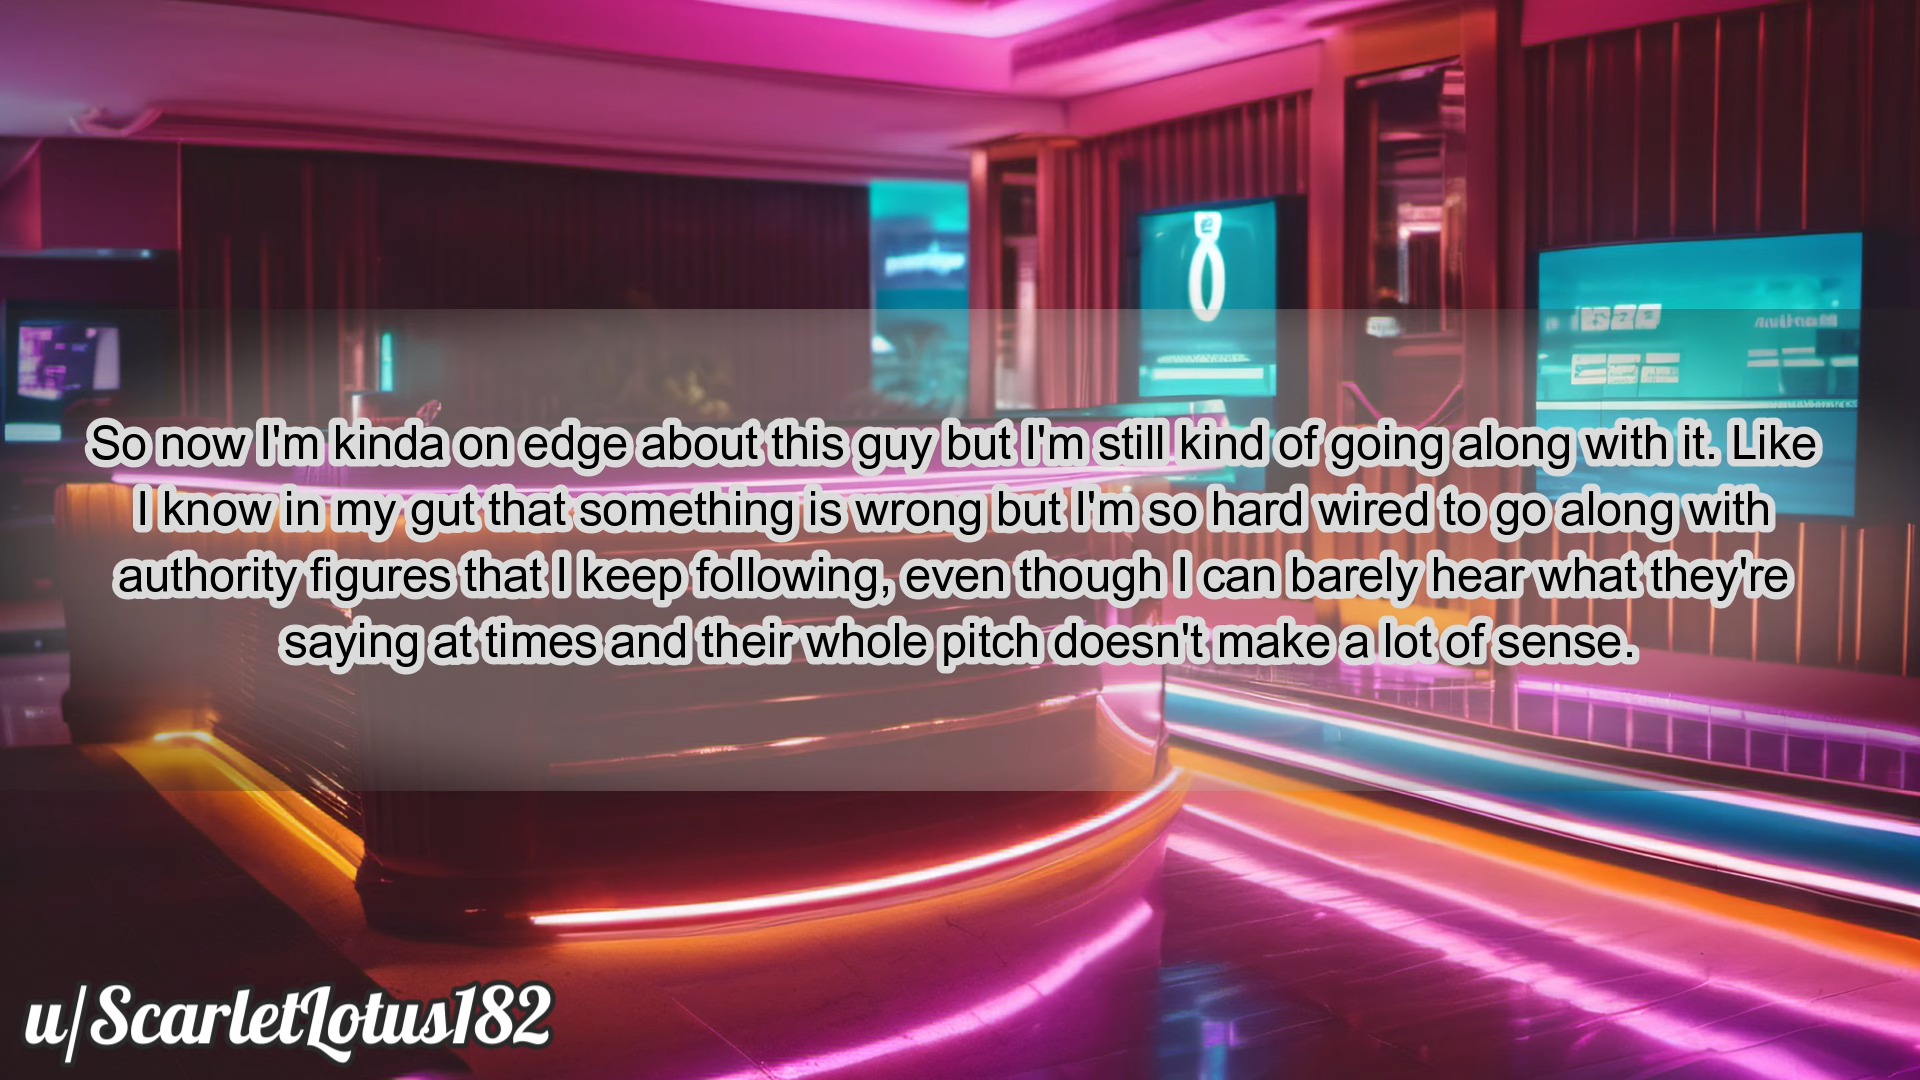 So now I'm kinda on edge about this guy but I'm still kind of going along with it. Like
I know in my gut that something is wrong but I'm so hard wired to go along with
authority figures that I keep following, even though I can barely hear what they're
saying at times and their whole pitch doesn't make a lot of sense.
u/ScarletLotus182